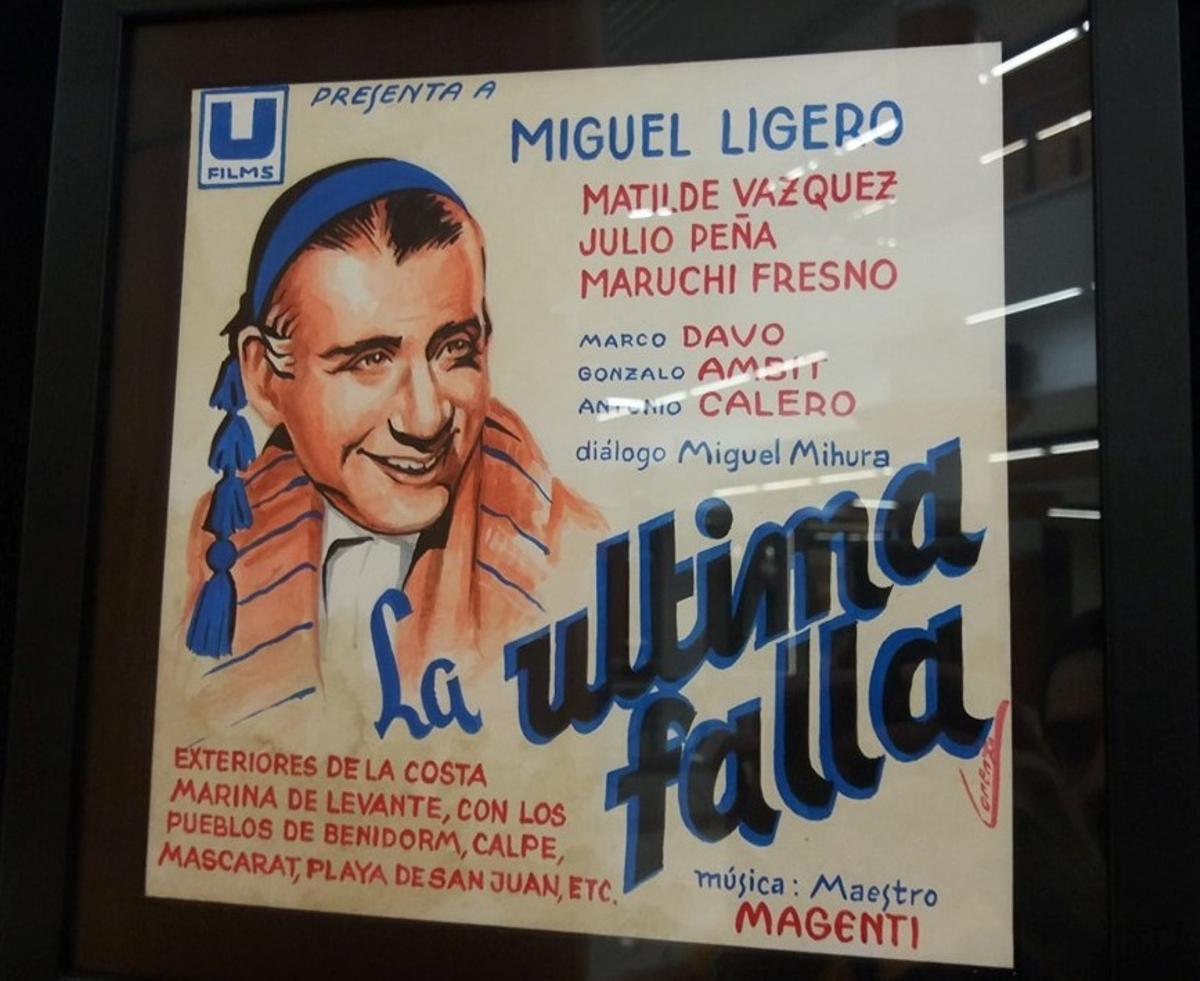 U
FILMS
PRESENTA A
MIGUEL LIGERO
MATILDE VAZQUEZ
JULIO PEÑA
MARUCHI FRESNO
MARCO DAVO
GONZALO AMBIT
ANTONIO CALERO
diálogo Miguel Mihura
La ultima
falla
EXTERIORES DE LA COSTA
MARINA DE LEVANTE, CON LOS
PUEBLOS DE BENIDORM, CALPE,
MASCARAT, PLAYA DE SAN JUAN, ETC.
música: Maestro
MAGENTI